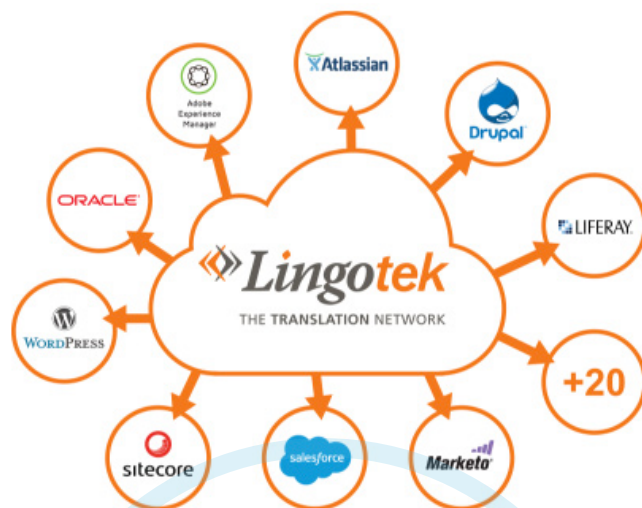 Atlassian
Adobe
Experience
Manager
Drupal
ORACLE
LIFERAY.
Lingotek
THE TRANSLATION NETWORK
WORDPRESS
+20
sitecore
salesforce
Marketo